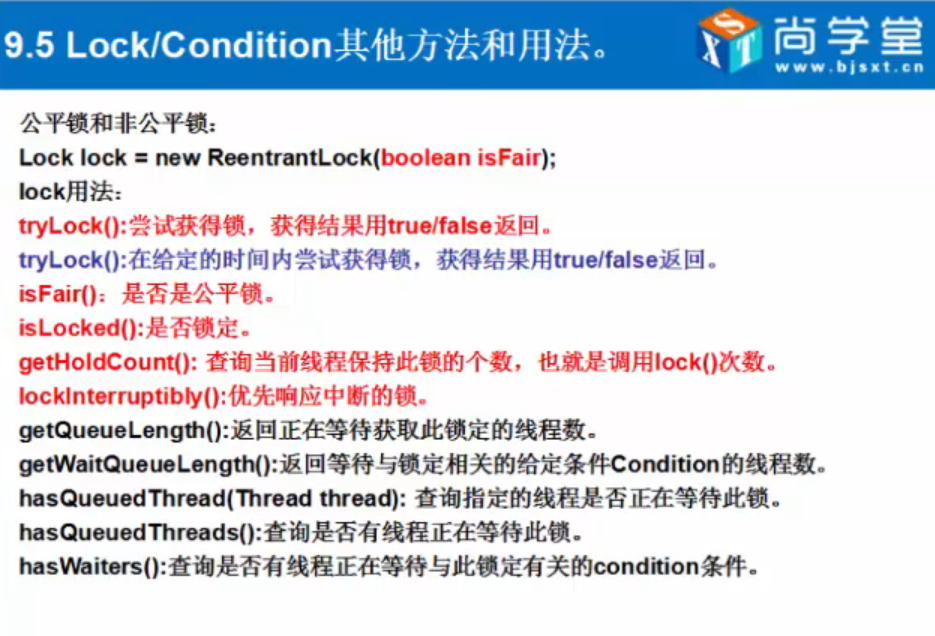 9.5 Lock/Condition其他方法和用法。
XST 尚学堂
www.bjsxt.cn
公平锁和非公平锁：
Lock lock = new ReentrantLock(boolean isFair);
lock用法：
tryLock():尝试获得锁，获得结果用true/false返回。
tryLock():在给定的时间内尝试获得锁，获得结果用true/false返回。
isFair()：是否是公平锁。
isLocked():是否锁定。
getHoldCount(): 查询当前线程保持此锁的个数，也就是调用lock()次数。
lockInterruptibly():优先响应中断的锁。
getQueueLength():返回正在等待获取此锁定的线程数。
getWaitQueueLength():返回等待与锁定相关的给定条件Condition的线程数。
hasQueuedThread(Thread thread): 查询指定的线程是否正在等待此锁。
hasQueuedThreads():查询是否有线程正在等待此锁。
hasWaiters():查询是否有线程正在等待与此锁定有关的condition条件。